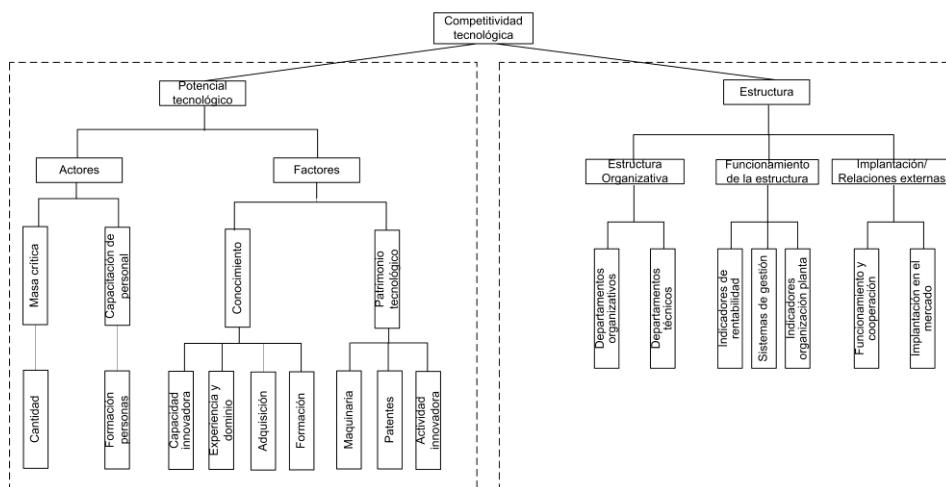 Competitividad
tecnológica
Potencial
tecnológico
Estructura
Actores
Factores
Estructura
Organizativa
Funcionamiento
de la estructura
Implantación/
Relaciones externas
Masa crítica
Capacitación de
personal
Conocimiento
Patrimonio
tecnológico
Departamentos
organizativos
Departamentos
técnicos
Indicadores de
rentabilidad
Sistemas de gestión
Indicadores
organización planta
Funcionamiento y
cooperación
Implantación en el
mercado
Cantidad
Formación
personas
Capacidad
innovadora
Experiencia y
dominio
Adquisición
Formación
Maquinaria
Patentes
Actividad
innovadora